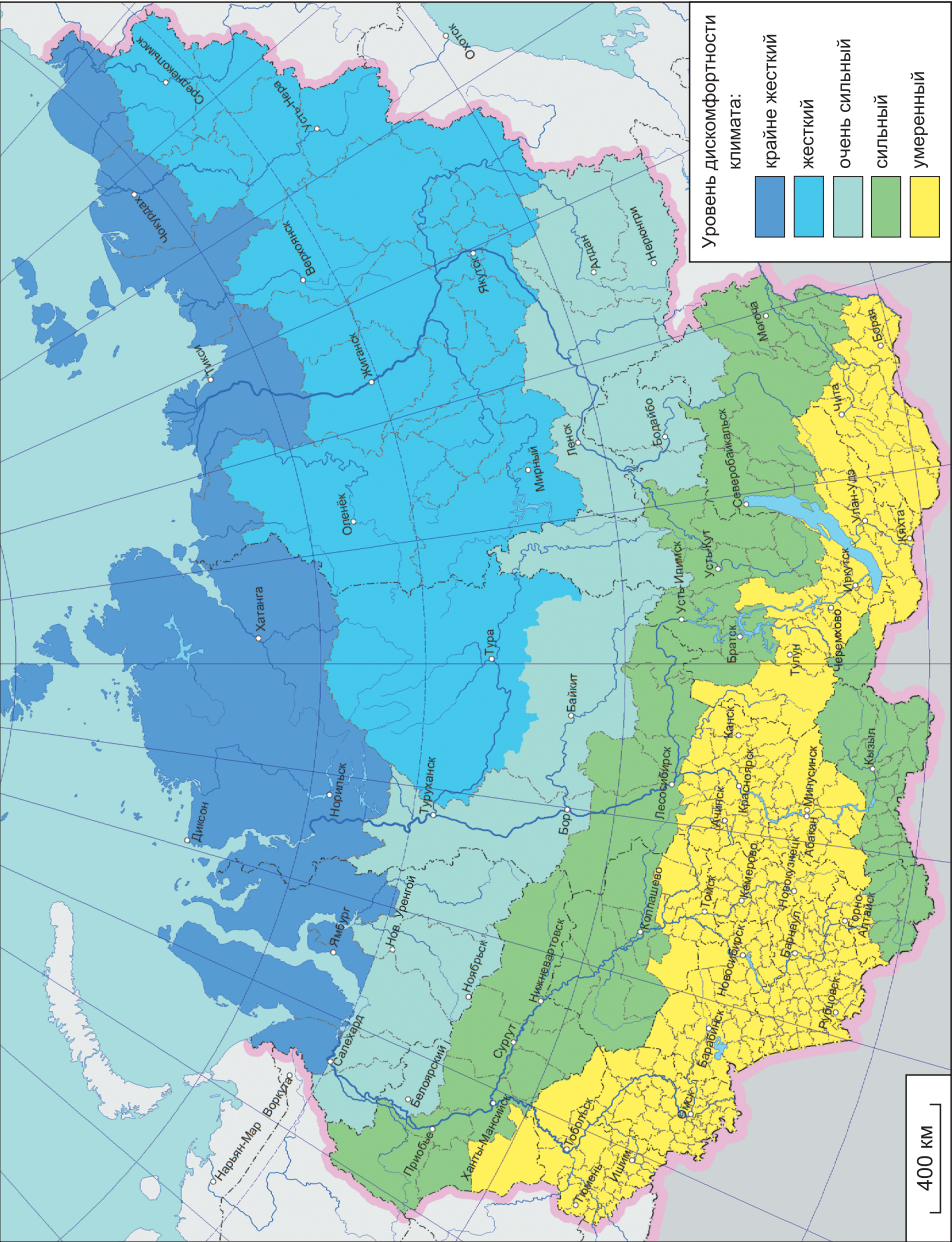 Уровень дискомфортности
климата:
крайне жесткий
жесткий
очень сильный
сильный
умеренный
400 км
Нарьян-Мар
Воркута
Салехард
Ямбург
Диксон
Норильск
Хатанга
Тикси
Чокурдах
Среднеколымск
Усть-Нера
Охотск
Верхоянск
Жиганск
Оленёк
Якутск
Мирный
Тура
Туруханск
Нов. Уренгой
Ноябрьск
Белоярский
Приобье
Ханты-Мансийск
Сургут
Нижневартовск
Бор
Байкит
Ленск
Алдан
Нерюнгри
Бодайбо
Могоча
Северобайкальск
Усть-Кут
Усть-Илимск
Братск
Лесосибирск
Колпашево
Тобольск
Тюмень
Ишим
Омск
Барабинск
Новосибирск
Томск
Кемерово
Ачинск
Красноярск
Канск
Тулун
Черемхово
Иркутск
Улан-Удэ
Кяхта
Чита
Борзя
Минусинск
Абакан
Новокузнецк
Барнаул
Рубцовск
Горно
Алтайск
Кызыл